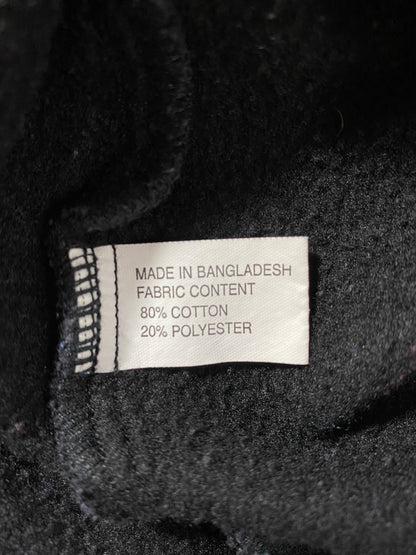 MADE IN BANGLADESH
FABRIC CONTENT
80% COTTON
20% POLYESTER